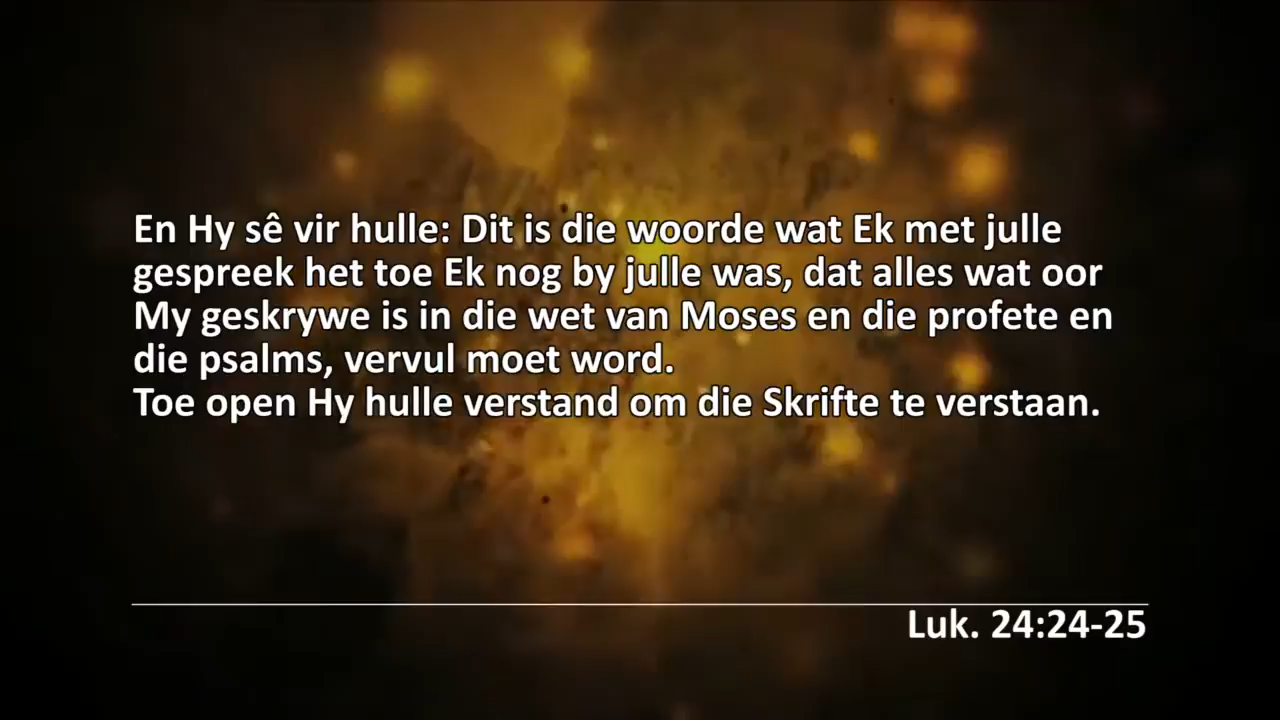 En Hy sê vir hulle: Dit is die woorde wat Ek met julle
gespreek het toe Ek nog by julle was, dat alles wat oor
My geskrywe is in die wet van Moses en die profete en
die psalms, vervul moet word.
Toe open Hy hulle verstand om die Skrifte te verstaan.
Luk. 24:24-25